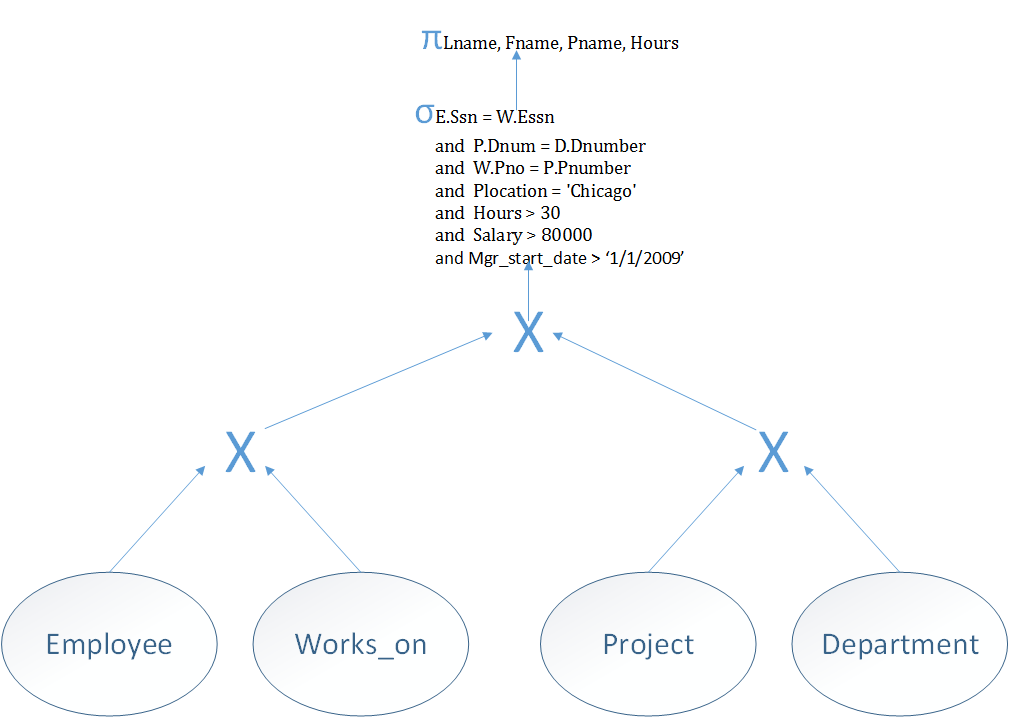 πLname, Fname, Pname, Hours
σE.Ssn = W.Essn
and P.Dnum = D.Dnumber
and W.Pno = P.Pnumber
and Plocation = 'Chicago'
and Hours > 30
and Salary > 80000
and Mgr_start_date > ‘1/1/2009’
X
X X
Employee Works_on Project Department